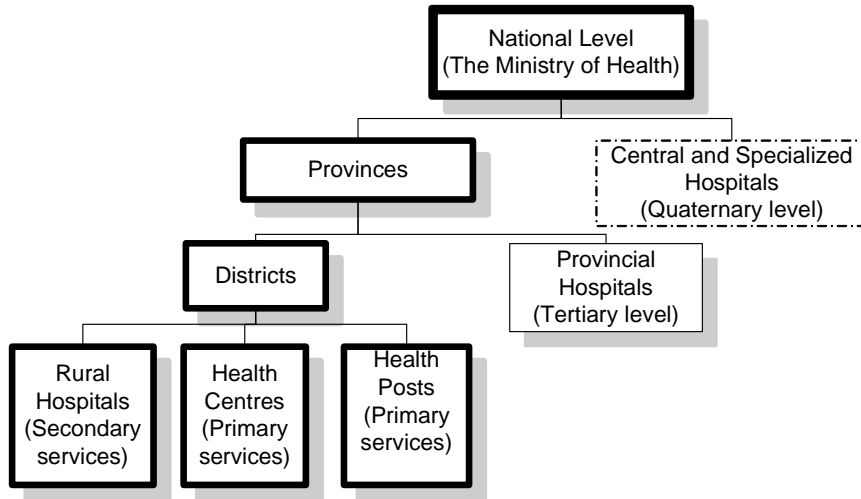 National Level
(The Ministry of Health)
Provinces
Central and Specialized
Hospitals
(Quaternary level)
Districts
Provincial
Hospitals
(Tertiary level)
Rural
Hospitals
(Secondary
services)
Health
Centres
(Primary
services)
Health
Posts
(Primary
services)